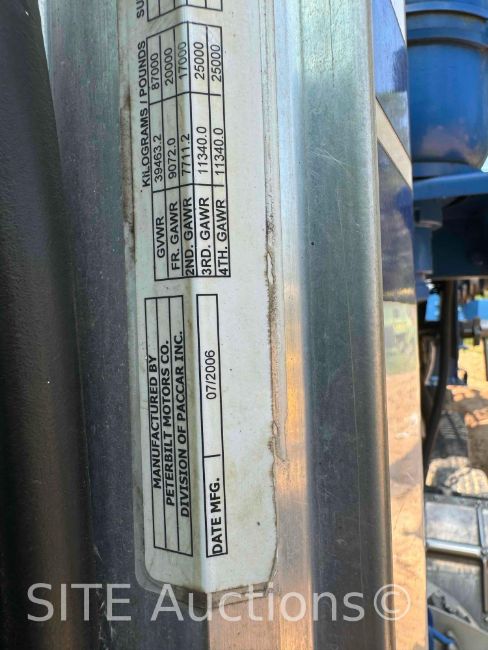 MANUFACTURED BY
PETERBILT MOTORS CO.
DIVISION OF PACCAR INC.
DATE MFG. 07/2006
KILOGRAMS / POUNDS
GVWR 39463.2 87000
FR. GAWR 9072.0 20000
2ND. GAWR 7711.2 17000
3RD. GAWR 11340.0 25000
4TH. GAWR 11340.0 25000
SITE Auctions©